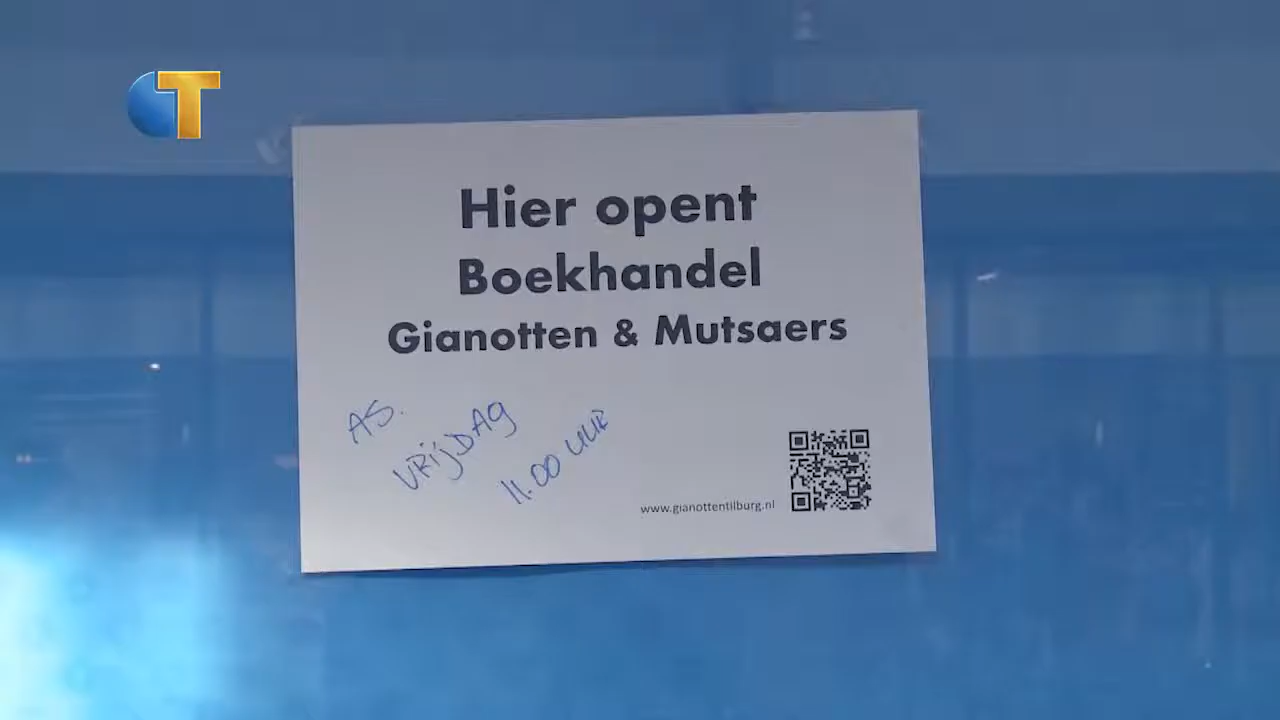 T
Hier opent
Boekhandel
Gianotten & Mutsaers
AS.
VRIJDAG
11.00 UUR
www.gianottentilburg.nl